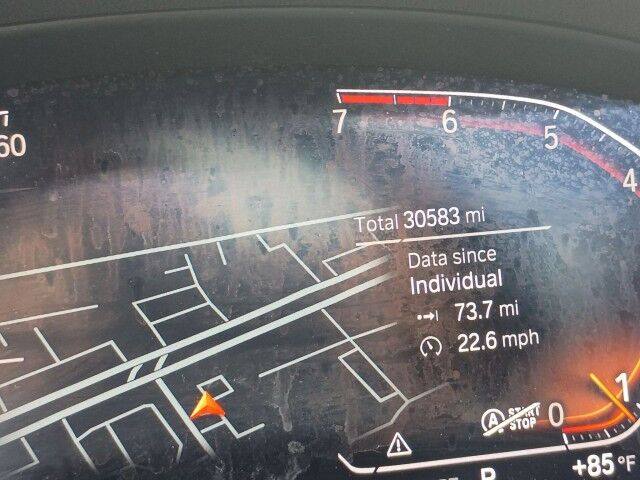 7 6 5 4
60
Total 30583 mi
Data since
Individual
73.7 mi
22.6 mph
A START STOP
0 1
P
+85 °F